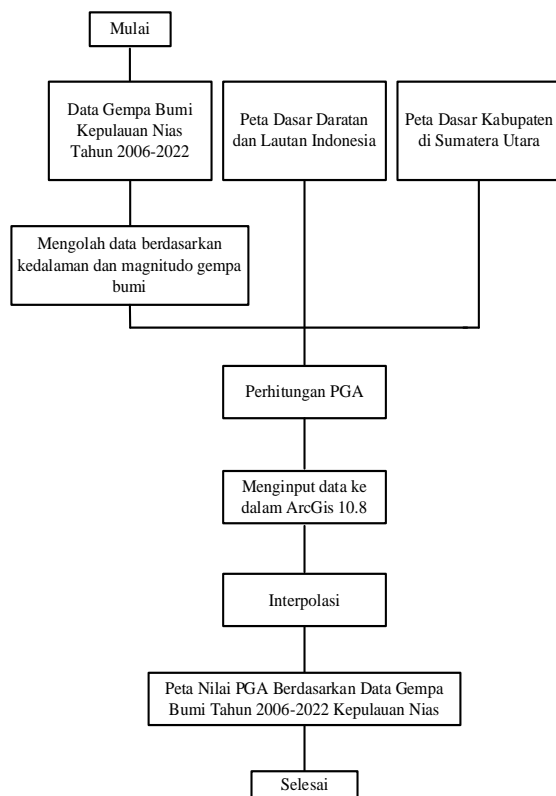 Mulai
Data Gempa Bumi
Kepulauan Nias
Tahun 2006-2022
Peta Dasar Daratan
dan Lautan Indonesia
Peta Dasar Kabupaten
di Sumatera Utara
Mengolah data berdasarkan
kedalaman dan magnitudo gempa
bumi
Perhitungan PGA
Menginput data ke
dalam ArcGis 10.8
Interpolasi
Peta Nilai PGA Berdasarkan Data Gempa
Bumi Tahun 2006-2022 Kepulauan Nias
Selesai